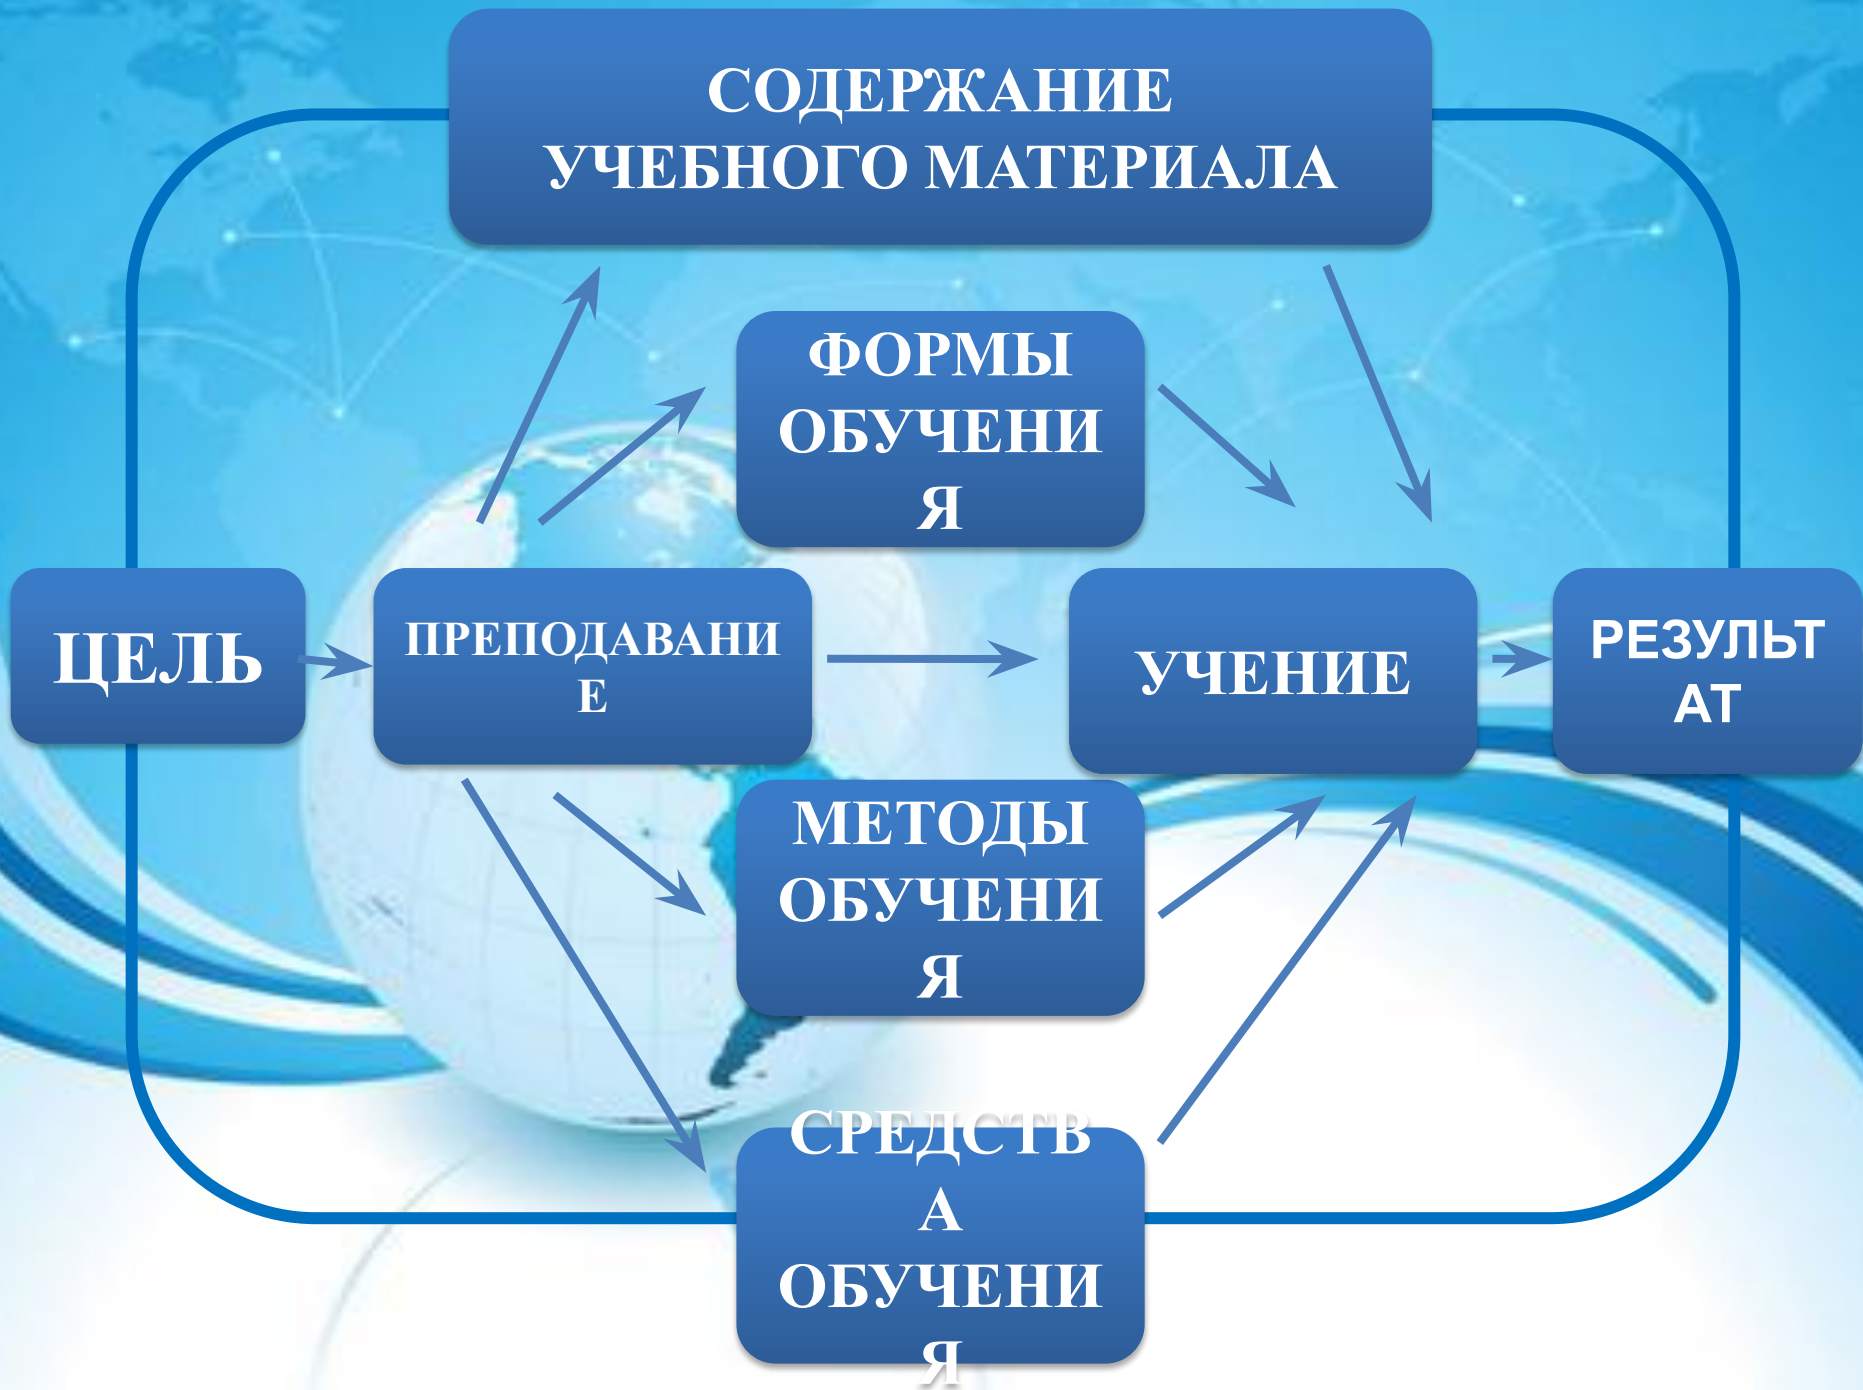 СОДЕРЖАНИЕ
УЧЕБНОГО МАТЕРИАЛА
ФОРМЫ
ОБУЧЕНИ
Я
ЦЕЛЬ
ПРЕПОДАВАНИ
Е
УЧЕНИЕ
РЕЗУЛЬТ
АТ
МЕТОДЫ
ОБУЧЕНИ
Я
СРЕДСТВ
А
ОБУЧЕНИ
Я